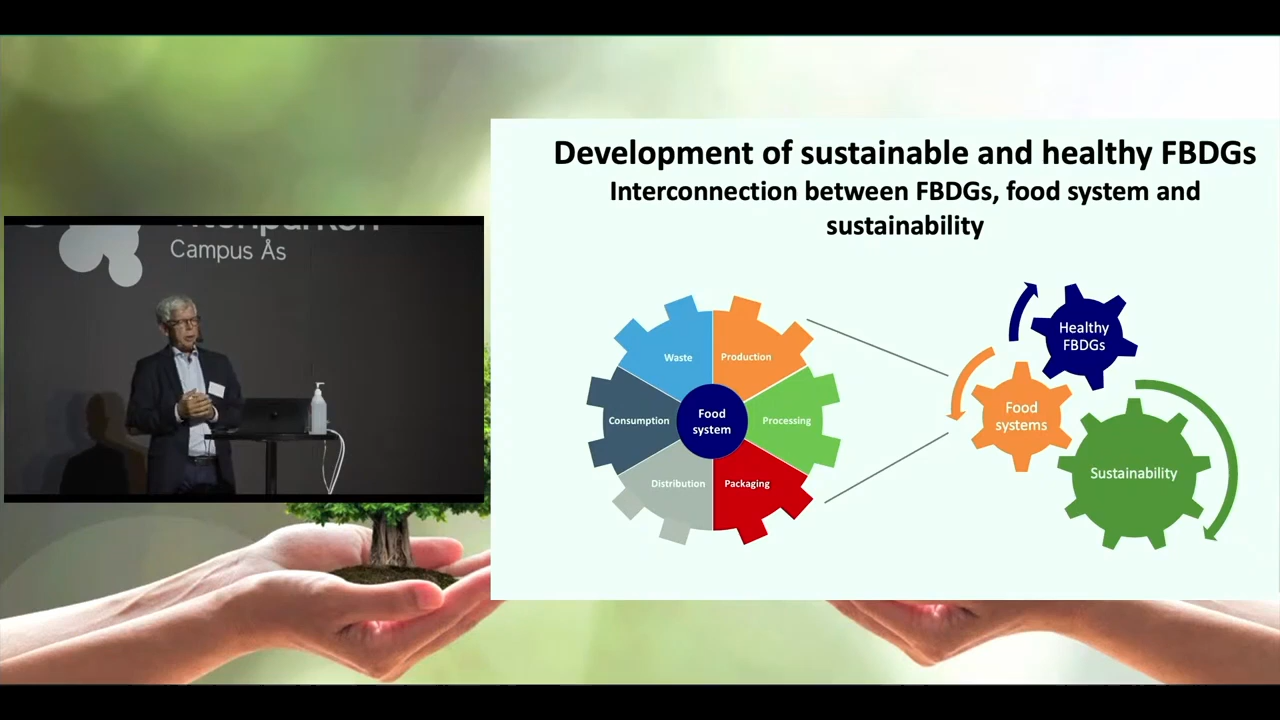 Campus Ås
Development of sustainable and healthy FBDGs
Interconnection between FBDGs, food system and
sustainability
Waste
Production
Consumption
Food
system
Processing
Distribution
Packaging
Healthy
FBDGs
Food
systems
Sustainability